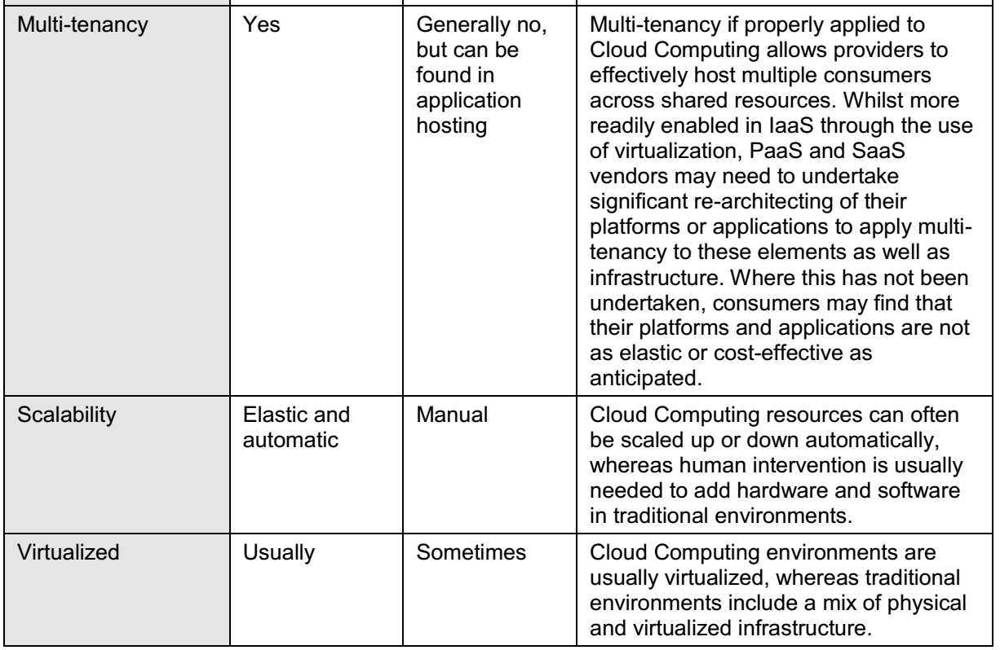 Multi-tenancy
Yes
Generally no,
but can be
found in
application
hosting
Multi-tenancy if properly applied to
Cloud Computing allows providers to
effectively host multiple consumers
across shared resources. Whilst more
readily enabled in IaaS through the use
of virtualization, PaaS and SaaS
vendors may need to undertake
significant re-architecting of their
platforms or applications to apply multi-
tenancy to these elements as well as
infrastructure. Where this has not been
undertaken, consumers may find that
their platforms and applications are not
as elastic or cost-effective as
anticipated.
Scalability
Elastic and
automatic
Manual
Cloud Computing resources can often
be scaled up or down automatically,
whereas human intervention is usually
needed to add hardware and software
in traditional environments.
Virtualized
Usually
Sometimes
Cloud Computing environments are
usually virtualized, whereas traditional
environments include a mix of physical
and virtualized infrastructure.